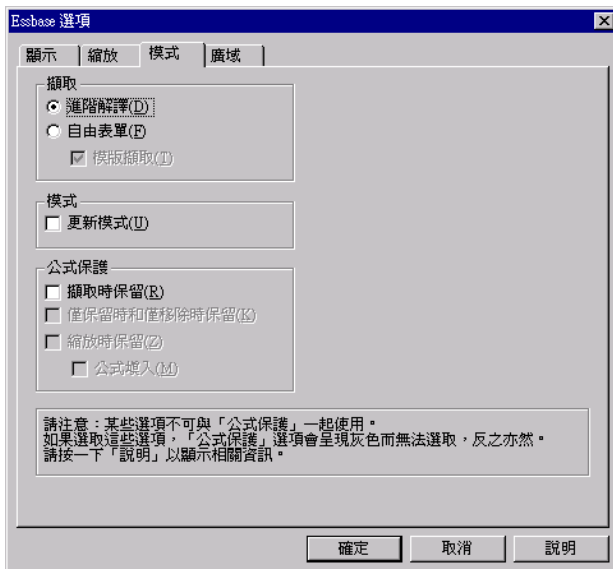 Essbase 選項
顯示 縮放 模式 廣域
擷取
進階解譯(D)
自由表單(F)
模版擷取(T)
模式
更新模式(U)
公式保護
擷取時保留(R)
僅保留時和僅移除時保留(K)
縮放時保留(Z)
公式填入(M)
請注意：某些選項不可與「公式保護」一起使用。
如果選取這些選項，「公式保護」選項會呈現灰色而無法選取，反之亦然。
請按一下「說明」以顯示相關資訊。
確定 取消 說明